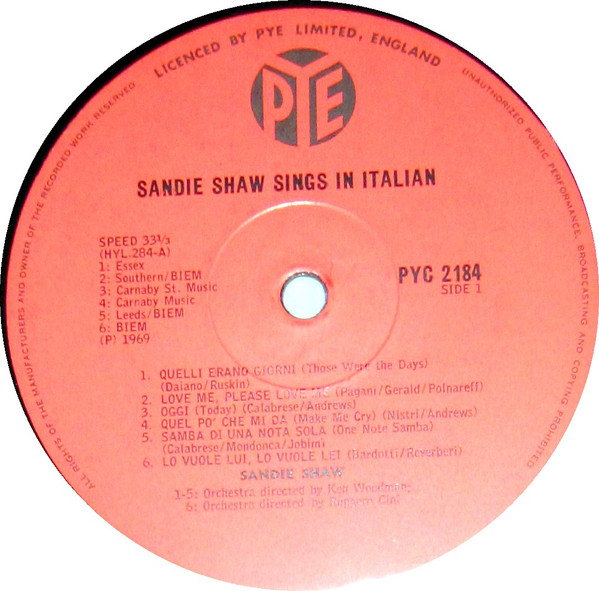 LICENCED BY PYE LIMITED, ENGLAND
UNAUTHORIZED PUBLIC PERFORMANCE, BROADCASTING AND COPYING PROHIBITED
ALL RIGHTS OF THE MANUFACTURERS AND OWNER OF THE RECORDED WORK RESERVED
PYE
SANDIE SHAW SINGS IN ITALIAN
SPEED 33⅓
(HYL.284-A)
1: Essex
2: Southern/BIEM
3: Carnaby St. Music
4: Carnaby Music
5: Leeds/BIEM
6: BIEM
(P) 1969
PYC 2184
SIDE 1
1. QUELLI ERANO GIORNI (Those Were the Days)
(Daiano/Ruskin)
2. LOVE ME, PLEASE LOVE ME (Pagani/Gerald/Polnareff)
3. OGGI (Today) (Calabrese/Andrews)
4. QUEL PO' CHE MI DA (Make Me Cry) (Nistri/Andrews)
5. SAMBA DI UNA NOTA SOLA (One Note Samba)
(Calabrese/Mendonca/Jobim)
6. LO VUOLE LUI, LO VUOLE LEI (Bardotti/Reverberi)
SANDIE SHAW
1-5: Orchestra directed by Ken Woodman;
6: Orchestra directed by Ruggero Cini